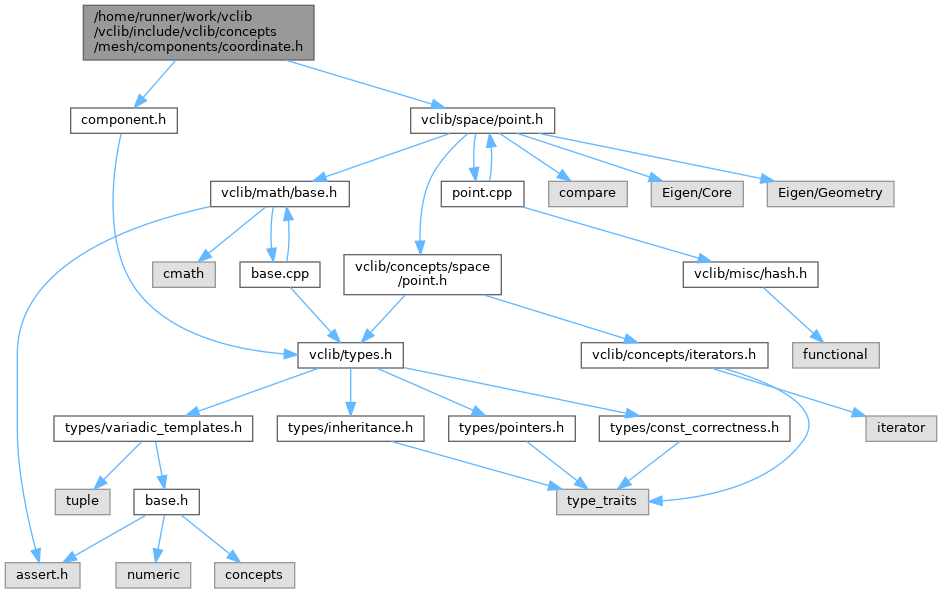 /home/runner/work/vclib
/vclib/include/vclib/concepts
/mesh/components/coordinate.h
component.h
vclib/space/point.h
vclib/math/base.h
point.cpp
compare
Eigen/Core
Eigen/Geometry
cmath
base.cpp
vclib/concepts/space
/point.h
vclib/misc/hash.h
vclib/types.h
vclib/concepts/iterators.h
functional
types/variadic_templates.h
types/inheritance.h
types/pointers.h
types/const_correctness.h
iterator
tuple
base.h
type_traits
assert.h
numeric
concepts